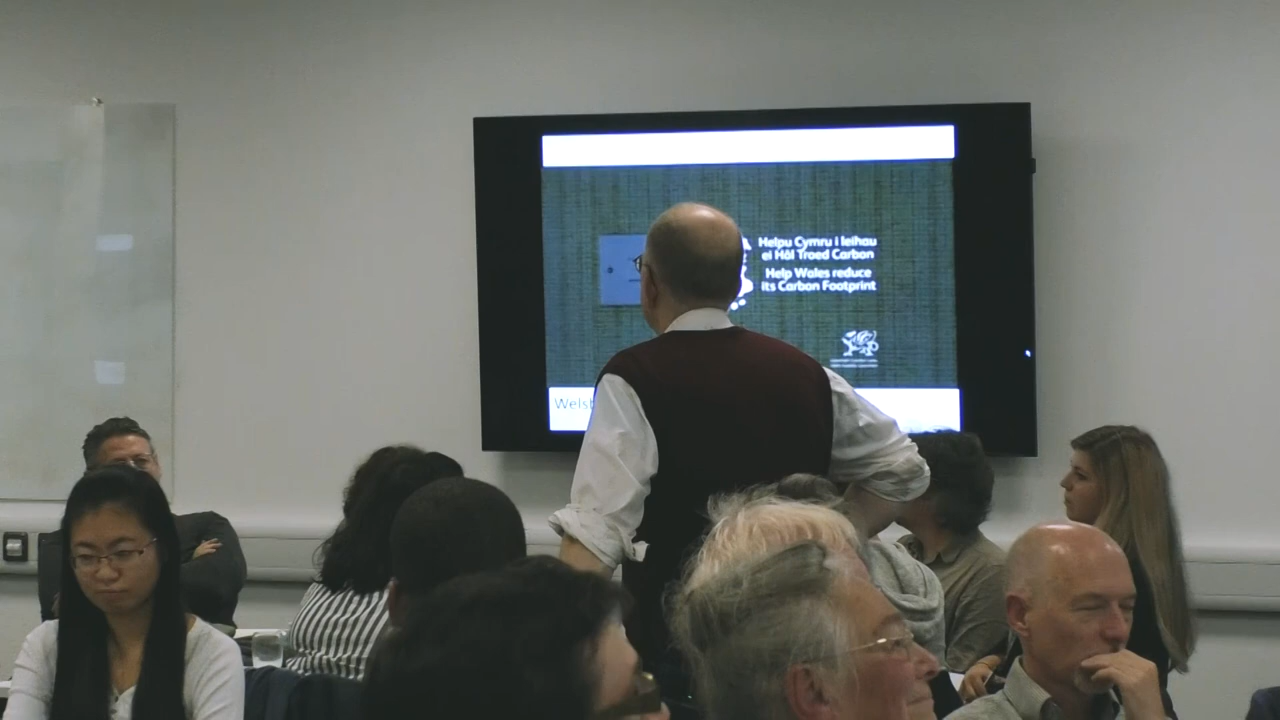 Helpu Cymru i leihau
ei Hôl Troed Carbon
Help Wales reduce
its Carbon Footprint